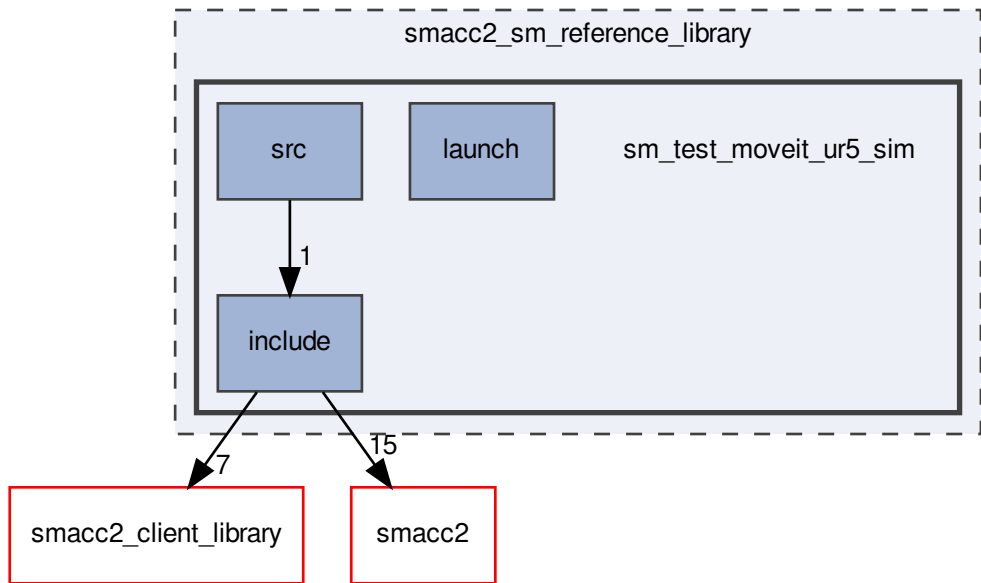 smacc2_sm_reference_library
src
launch
sm_test_moveit_ur5_sim
1
include
7
15
smacc2_client_library
smacc2